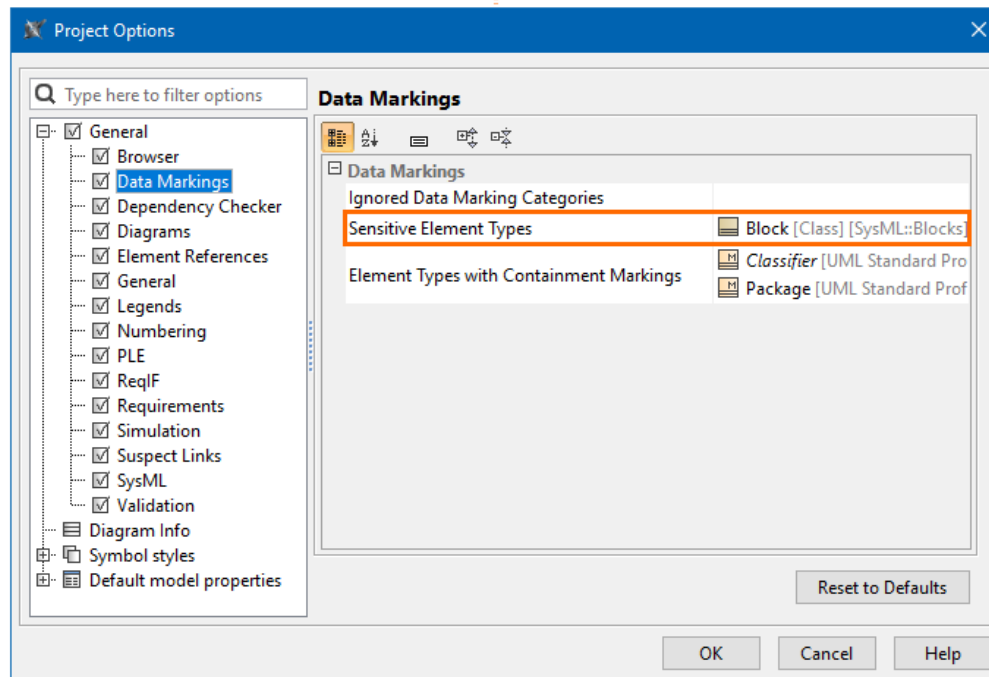 Project Options
Type here to filter options
Data Markings
General
Browser
Data Markings
Dependency Checker
Diagrams
Element References
General
Legends
Numbering
PLE
ReqIF
Requirements
Simulation
Suspect Links
SysML
Validation
Diagram Info
Symbol styles
Default model properties
Data Markings
Ignored Data Marking Categories
Sensitive Element Types Block [Class] [SysML::Blocks]
Element Types with Containment Markings
Classifier [UML Standard Pro
Package [UML Standard Prof
Reset to Defaults
OK Cancel Help